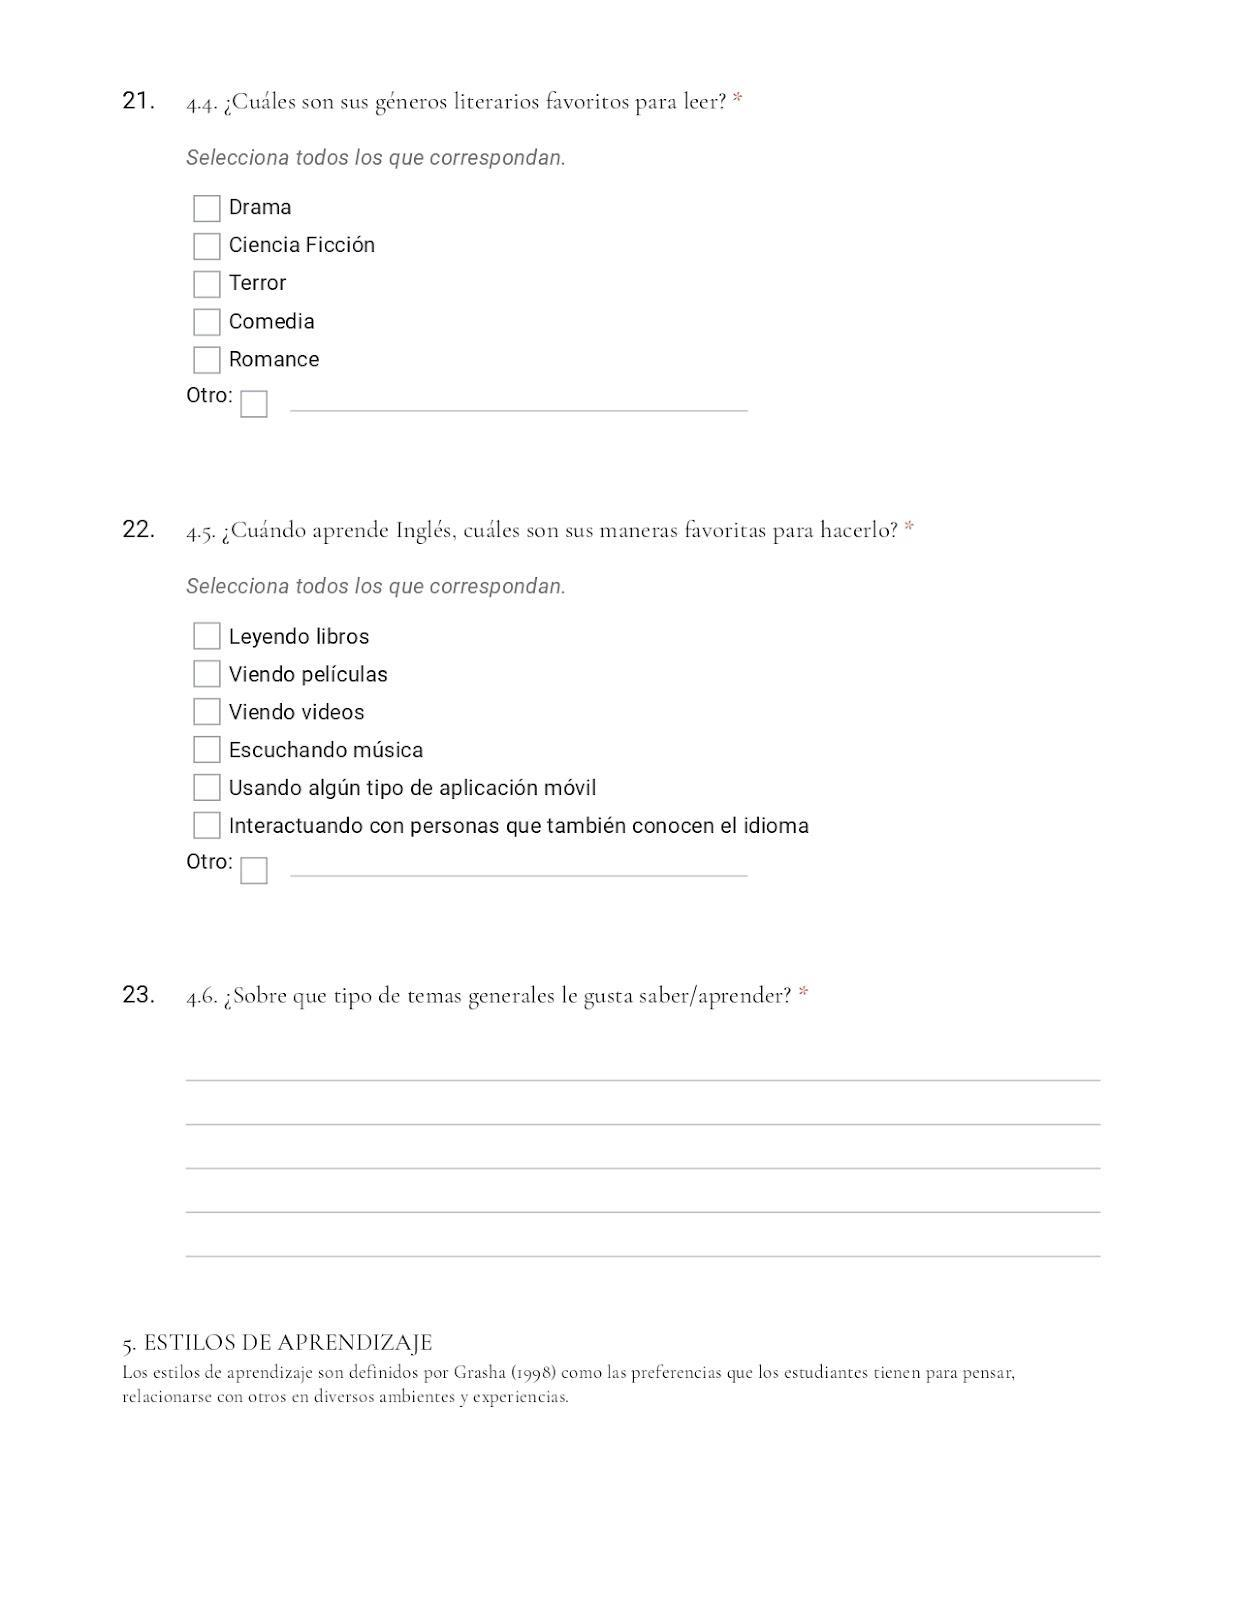 21. 4.4. ¿Cuáles son sus géneros literarios favoritos para leer? *
Selecciona todos los que correspondan.
Drama
Ciencia Ficción
Terror
Comedia
Romance
Otro:
22. 4.5. ¿Cuándo aprende Inglés, cuáles son sus maneras favoritas para hacerlo? *
Selecciona todos los que correspondan.
Leyendo libros
Viendo películas
Viendo videos
Escuchando música
Usando algún tipo de aplicación móvil
Interactuando con personas que también conocen el idioma
Otro:
23. 4.6. ¿Sobre que tipo de temas generales le gusta saber/aprender? *
5. ESTILOS DE APRENDIZAJE
Los estilos de aprendizaje son definidos por Grasha (1998) como las preferencias que los estudiantes tienen para pensar,
relacionarse con otros en diversos ambientes y experiencias.